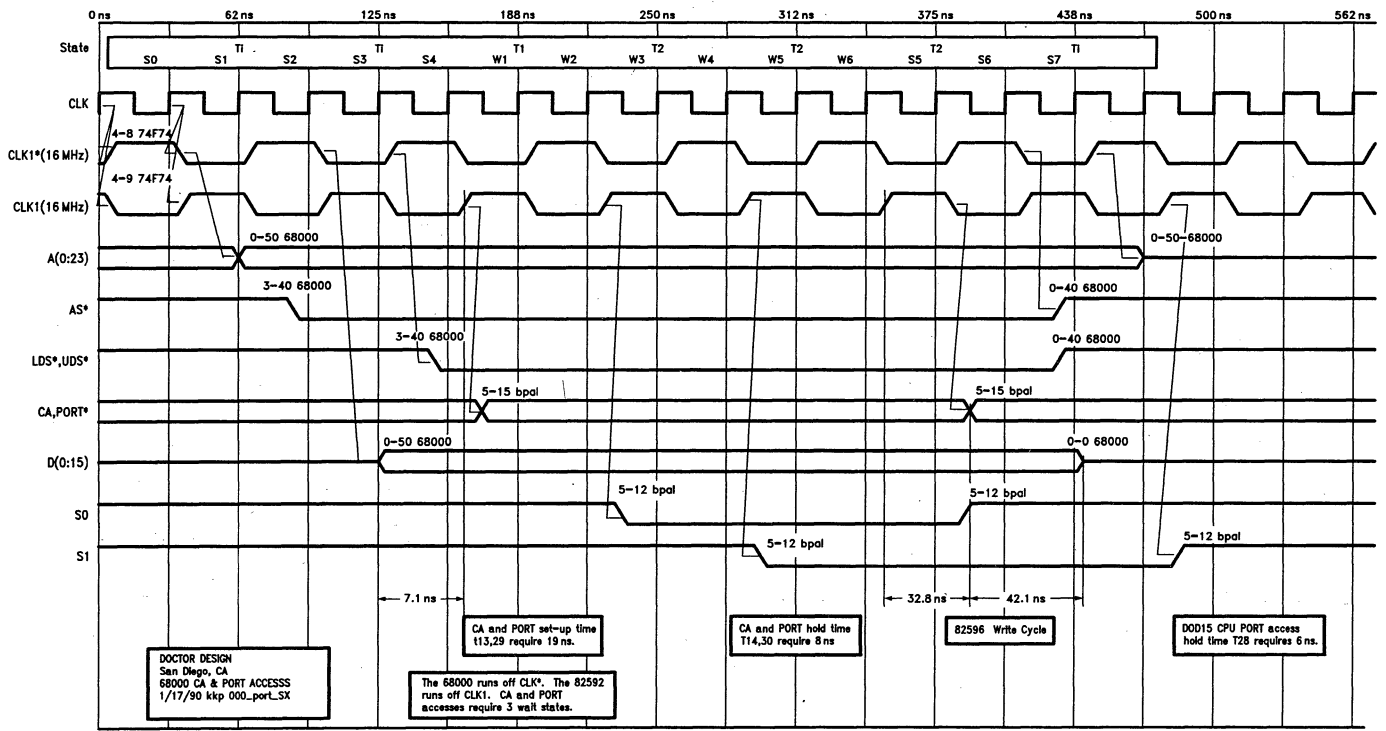 0 ns 62 ns 125 ns 188 ns 250 ns 312 ns 375 ns 438 ns 500 ns 562 ns
State
Ti Ti T1 T2 T2 T2 Ti
S0 S1 S2 S3 S4 W1 W2 W3 W4 W5 W6 S5 S6 S7
CLK
4-8 74F74
CLK1*(16 MHz)
4-9 74F74
CLK1(16 MHz)
0-50 68000 0-50-68000
A(0:23)
3-40 68000 0-40 68000
AS*
3-40 68000 0-40 68000
LDS*,UDS*
5-15 bpal 5-15 bpal
CA,PORT*
0-50 68000 0-0 68000
D(0:15)
5-12 bpal 5-12 bpal
S0
5-12 bpal 5-12 bpal
S1
7.1 ns 32.8 ns 42.1 ns
CA and PORT set-up time
t13,29 require 19 ns.
CA and PORT hold time
T14,30 require 8 ns
82596 Write Cycle
DOD15 CPU PORT access
hold time T28 requires 6 ns.
DOCTOR DESIGN
San Diego, CA
68000 CA & PORT ACCESSS
1/17/90 kkp 000_port_SX
The 68000 runs off CLK*. The 82592
runs off CLK1. CA and PORT
accesses require 3 wait states.